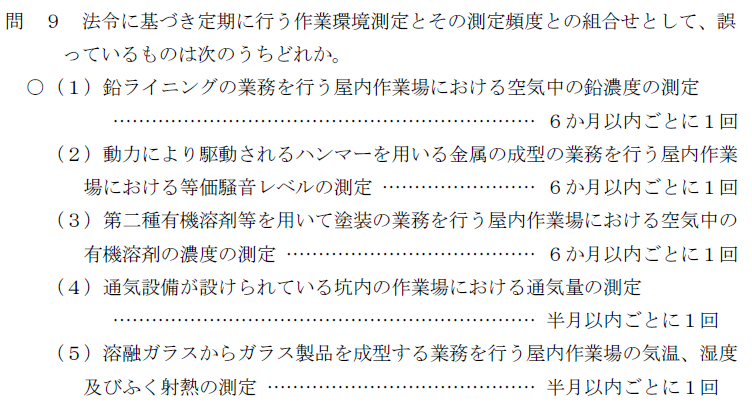 問　９　法令に基づき定期に行う作業環境測定とその測定頻度との組合せとして、誤
っているものは次のうちどれか。
○（１）鉛ライニングの業務を行う屋内作業場における空気中の鉛濃度の測定
………………………………………………………… ６か月以内ごとに１回
（２）動力により駆動されるハンマーを用いる金属の成型の業務を行う屋内作業
場における等価騒音レベルの測定 …………………… ６か月以内ごとに１回
（３）第二種有機溶剤等を用いて塗装の業務を行う屋内作業場における空気中の
有機溶剤の濃度の測定 ………………………………… ６か月以内ごとに１回
（４）通気設備が設けられている坑内の作業場における通気量の測定
………………………………………………………… 半月以内ごとに１回
（５）溶融ガラスからガラス製品を成型する業務を行う屋内作業場の気温、湿度
及びふく射熱の測定 …………………………………… 半月以内ごとに１回